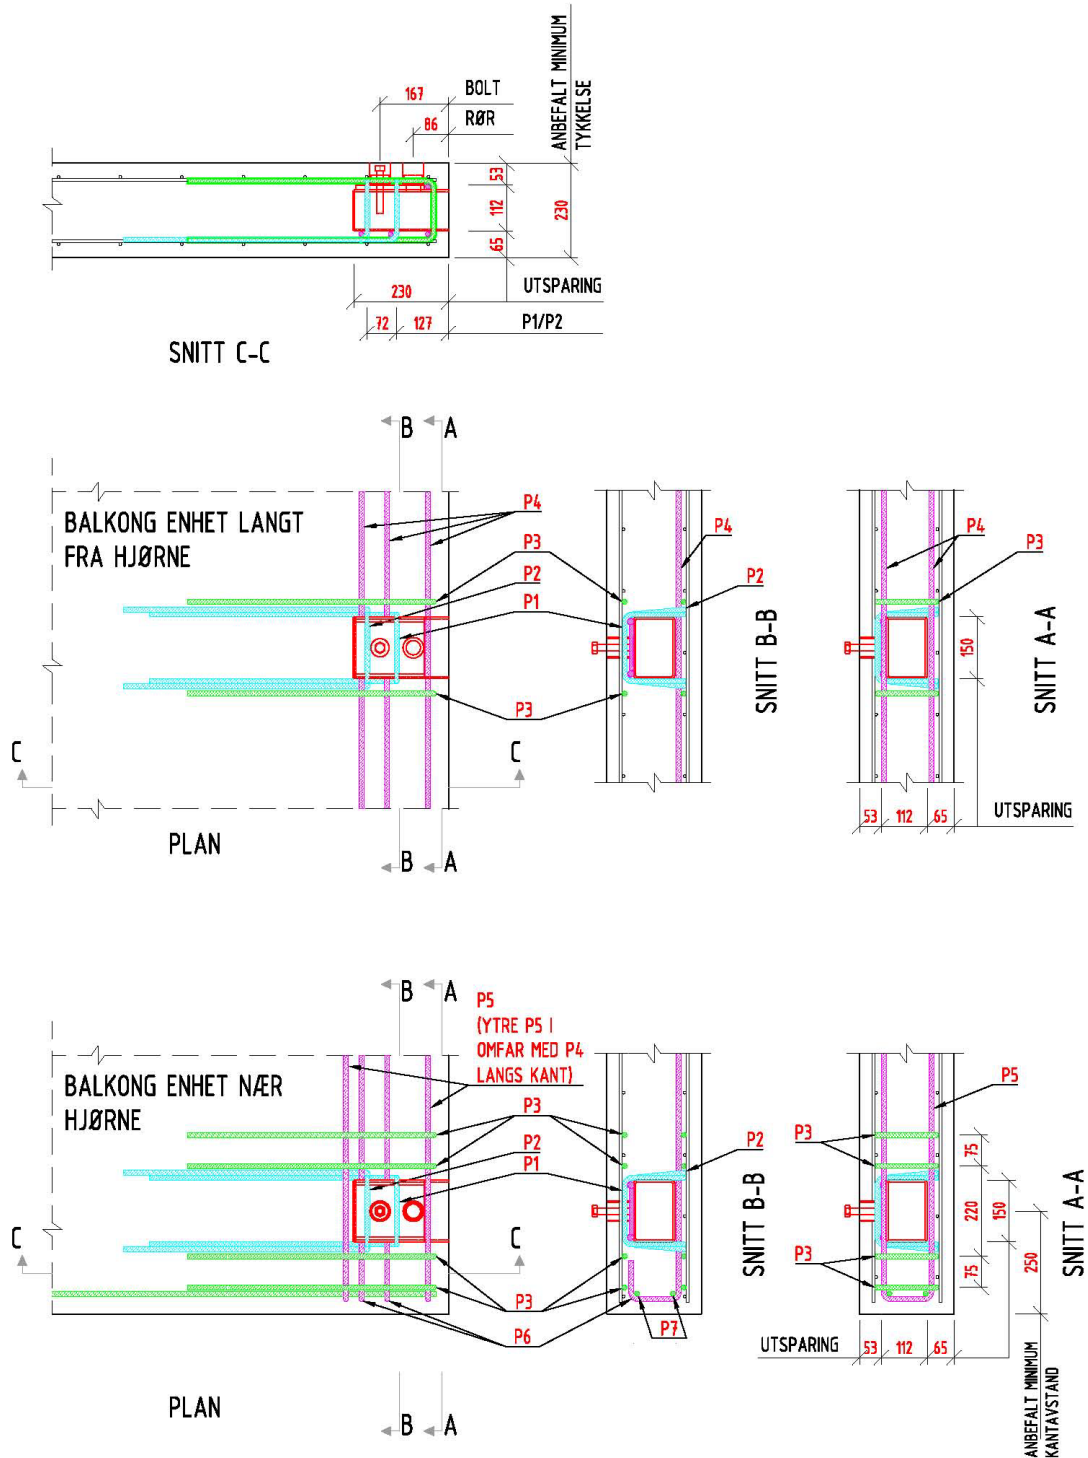 167
BOLT
86
RØR
ANBEFALT MINIMUM
TYKKELSE
53
112
230
65
230
UTSPARING
72
127
P1/P2
SNITT C-C
B
A
BALKONG ENHET LANGT
FRA HJØRNE
P4
P3
P2
P1
P3
P4
P2
P4
P3
SNITT B-B
150
SNITT A-A
C
C
53
112
65
UTSPARING
PLAN
B
A
B
A
P5
(YTRE P5 I
OMFAR MED P4
LANGS KANT)
BALKONG ENHET NÆR
HJØRNE
P3
P2
P1
P2
P5
P3
75
220
150
75
250
SNITT B-B
SNITT A-A
C
C
P3
P3
P6
P7
UTSPARING
53
112
65
ANBEFALT MINIMUM
KANTAVSTAND
PLAN
B
A